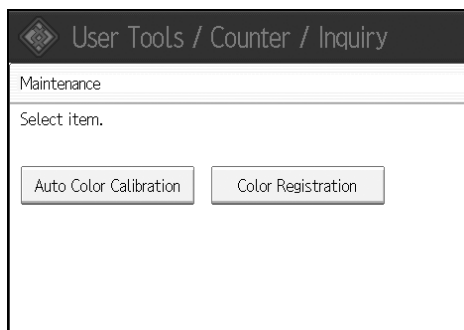 User Tools / Counter / Inquiry
Maintenance
Select item.
Auto Color Calibration Color Registration